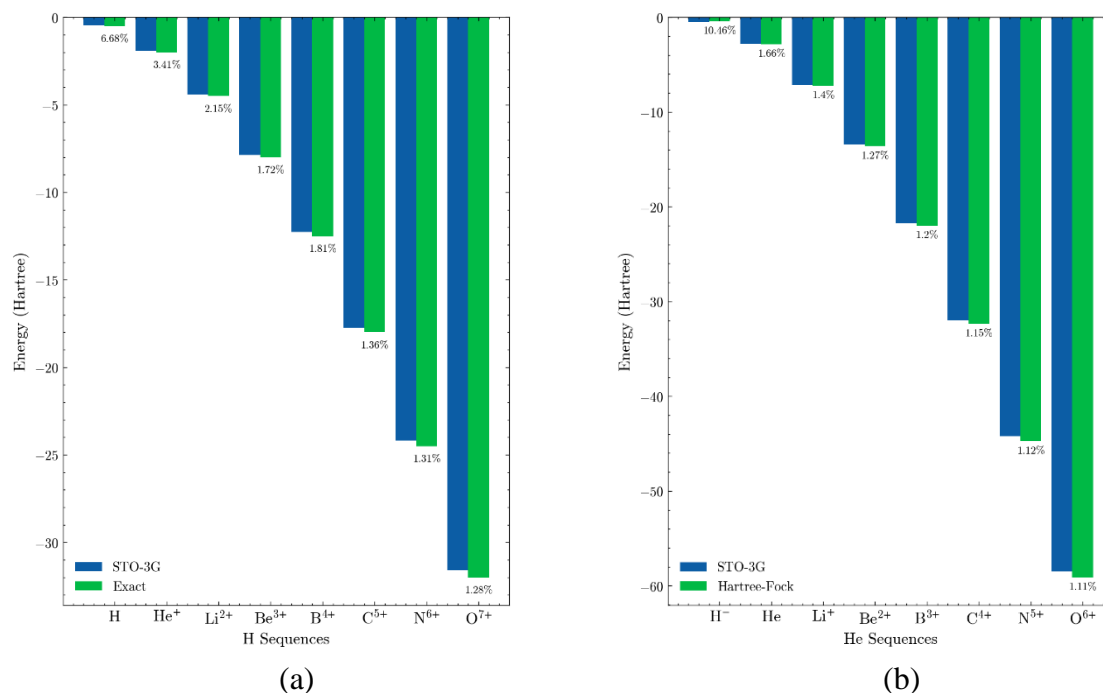 0
−5
−10
−15
−20
−25
−30
Energy (Hartree)
6.68%
3.41%
2.15%
1.72%
1.81%
1.36%
1.31%
1.28%
STO-3G
Exact
H He⁺ Li²⁺ Be³⁺ B⁴⁺ C⁵⁺ N⁶⁺ O⁷⁺
H Sequences
(a)
0
−10
−20
−30
−40
−50
−60
Energy (Hartree)
10.46%
1.66%
1.4%
1.27%
1.2%
1.15%
1.12%
1.11%
STO-3G
Hartree-Fock
H⁻ He Li⁺ Be²⁺ B³⁺ C⁴⁺ N⁵⁺ O⁶⁺
He Sequences
(b)